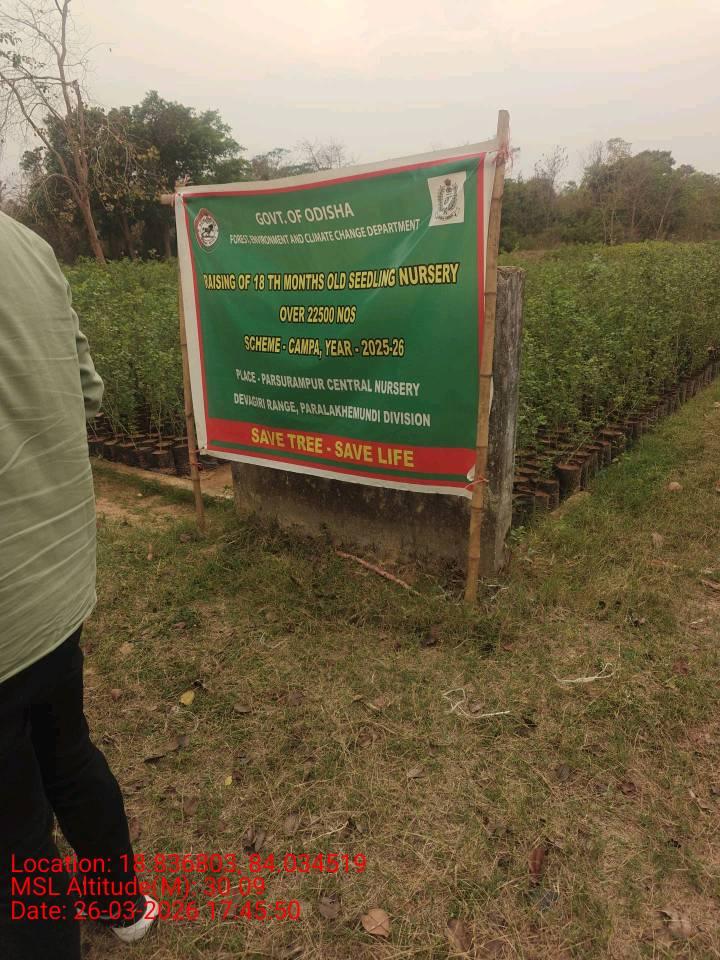 GOVT. OF ODISHA
FOREST, ENVIRONMENT AND CLIMATE CHANGE DEPARTMENT
RAISING OF 18 TH MONTHS OLD SEEDLING NURSERY
OVER 22500 NOS
SCHEME - CAMPA, YEAR - 2025-26
PLACE - PARSURAMPUR CENTRAL NURSERY
DEVAGIRI RANGE, PARALAKHEMUNDI DIVISION
SAVE TREE - SAVE LIFE
Location: 18.836803, 84.034519
MSL Altitude(M): 30.09
Date: 26-03-2026 17:45:50